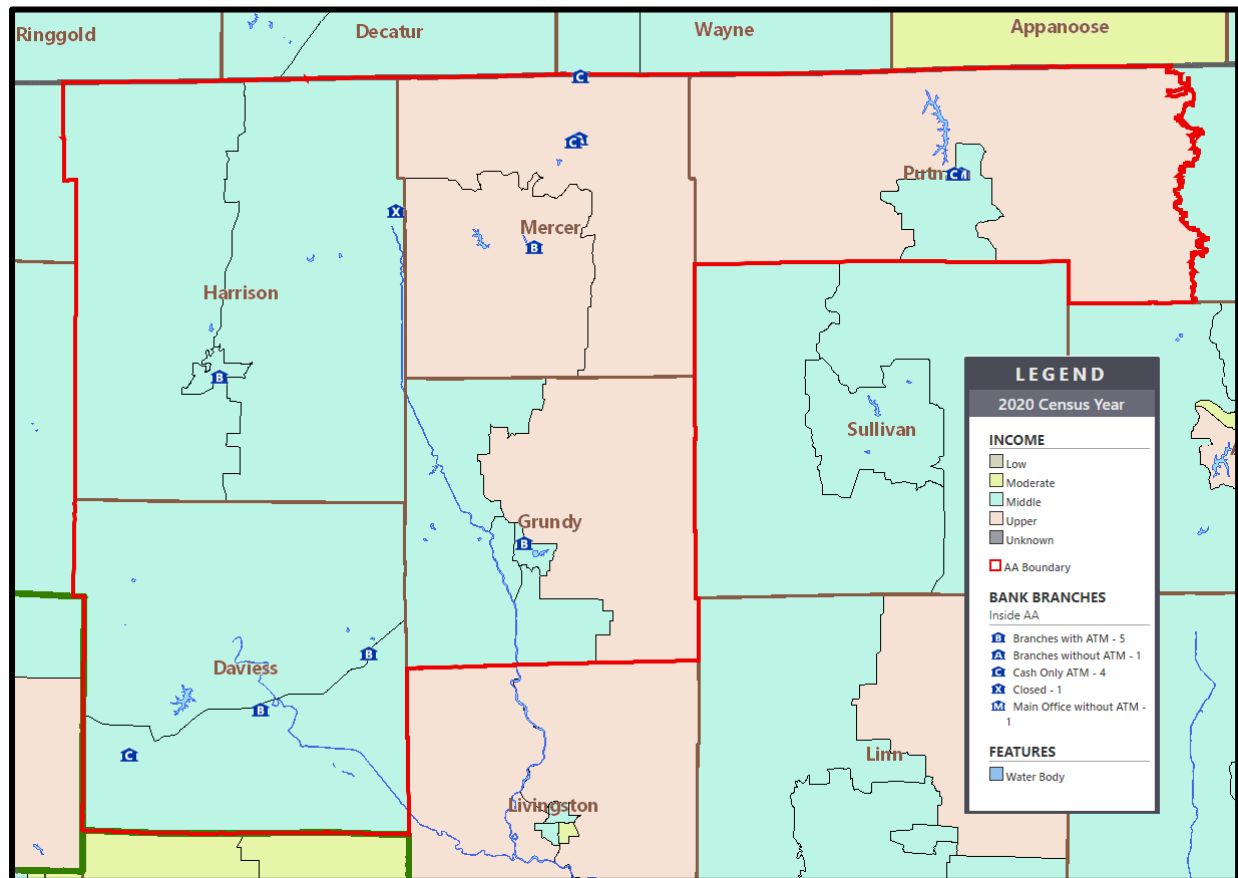 Ringgold
Decatur
Wayne
Appanoose
C
C
C
X
Mercer
B
Harrison
B
Sullivan
Grundy
B
B
Daviess
B
C
Linn
Livingston
LEGEND
2020 Census Year
INCOME
Low
Moderate
Middle
Upper
Unknown
AA Boundary
BANK BRANCHES
Inside AA
B Branches with ATM - 5
A Branches without ATM - 1
C Cash Only ATM - 4
X Closed - 1
M Main Office without ATM -
1
FEATURES
Water Body